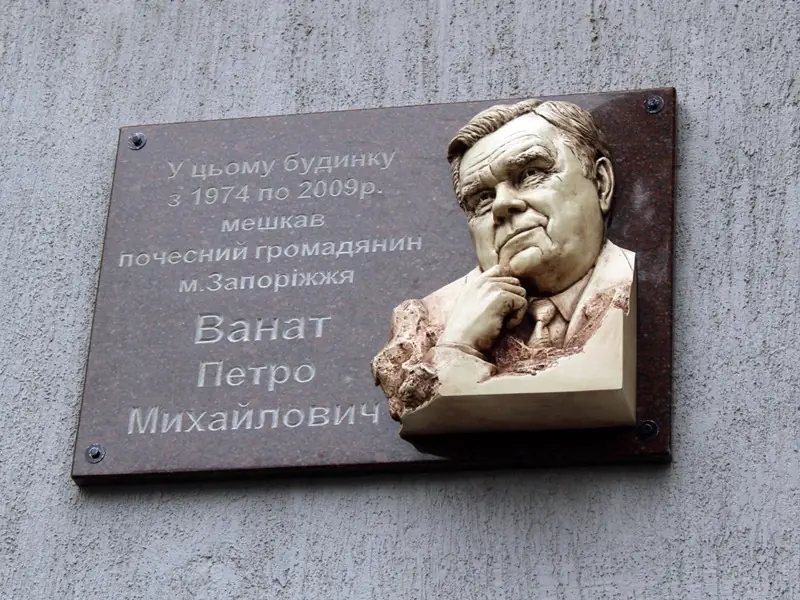 У цьому будинку
з 1974 по 2009р.
мешкав
почесний громадянин
м.Запоріжжя
Ванат
Петро
Михайлович